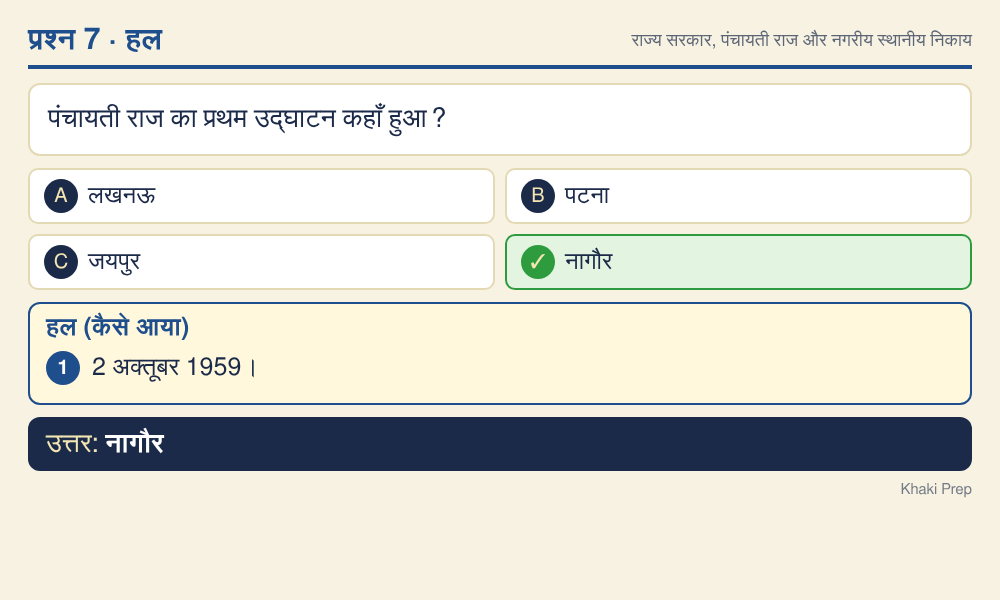 प्रश्न 7 · हल
राज्य सरकार, पंचायती राज और नगरीय स्थानीय निकाय
पंचायती राज का प्रथम उद्घाटन कहाँ हुआ ?
A लखनऊ
B पटना
C जयपुर
✓ नागौर
हल (कैसे आया)
1 2 अक्तूबर 1959।
उत्तर: नागौर
Khaki Prep